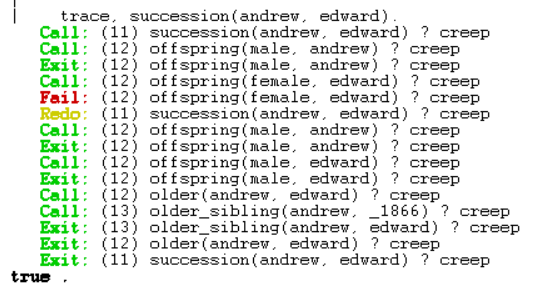 |    trace, succession(andrew, edward).
Call: (11) succession(andrew, edward) ? creep
Call: (12) offspring(male, andrew) ? creep
Exit: (12) offspring(male, andrew) ? creep
Call: (12) offspring(female, edward) ? creep
Fail: (12) offspring(female, edward) ? creep
Redo: (11) succession(andrew, edward) ? creep
Call: (12) offspring(male, andrew) ? creep
Exit: (12) offspring(male, andrew) ? creep
Call: (12) offspring(male, edward) ? creep
Exit: (12) offspring(male, edward) ? creep
Call: (12) older(andrew, edward) ? creep
Call: (13) older_sibling(andrew, _1866) ? creep
Exit: (13) older_sibling(andrew, edward) ? creep
Exit: (12) older(andrew, edward) ? creep
Exit: (11) succession(andrew, edward) ? creep
true .